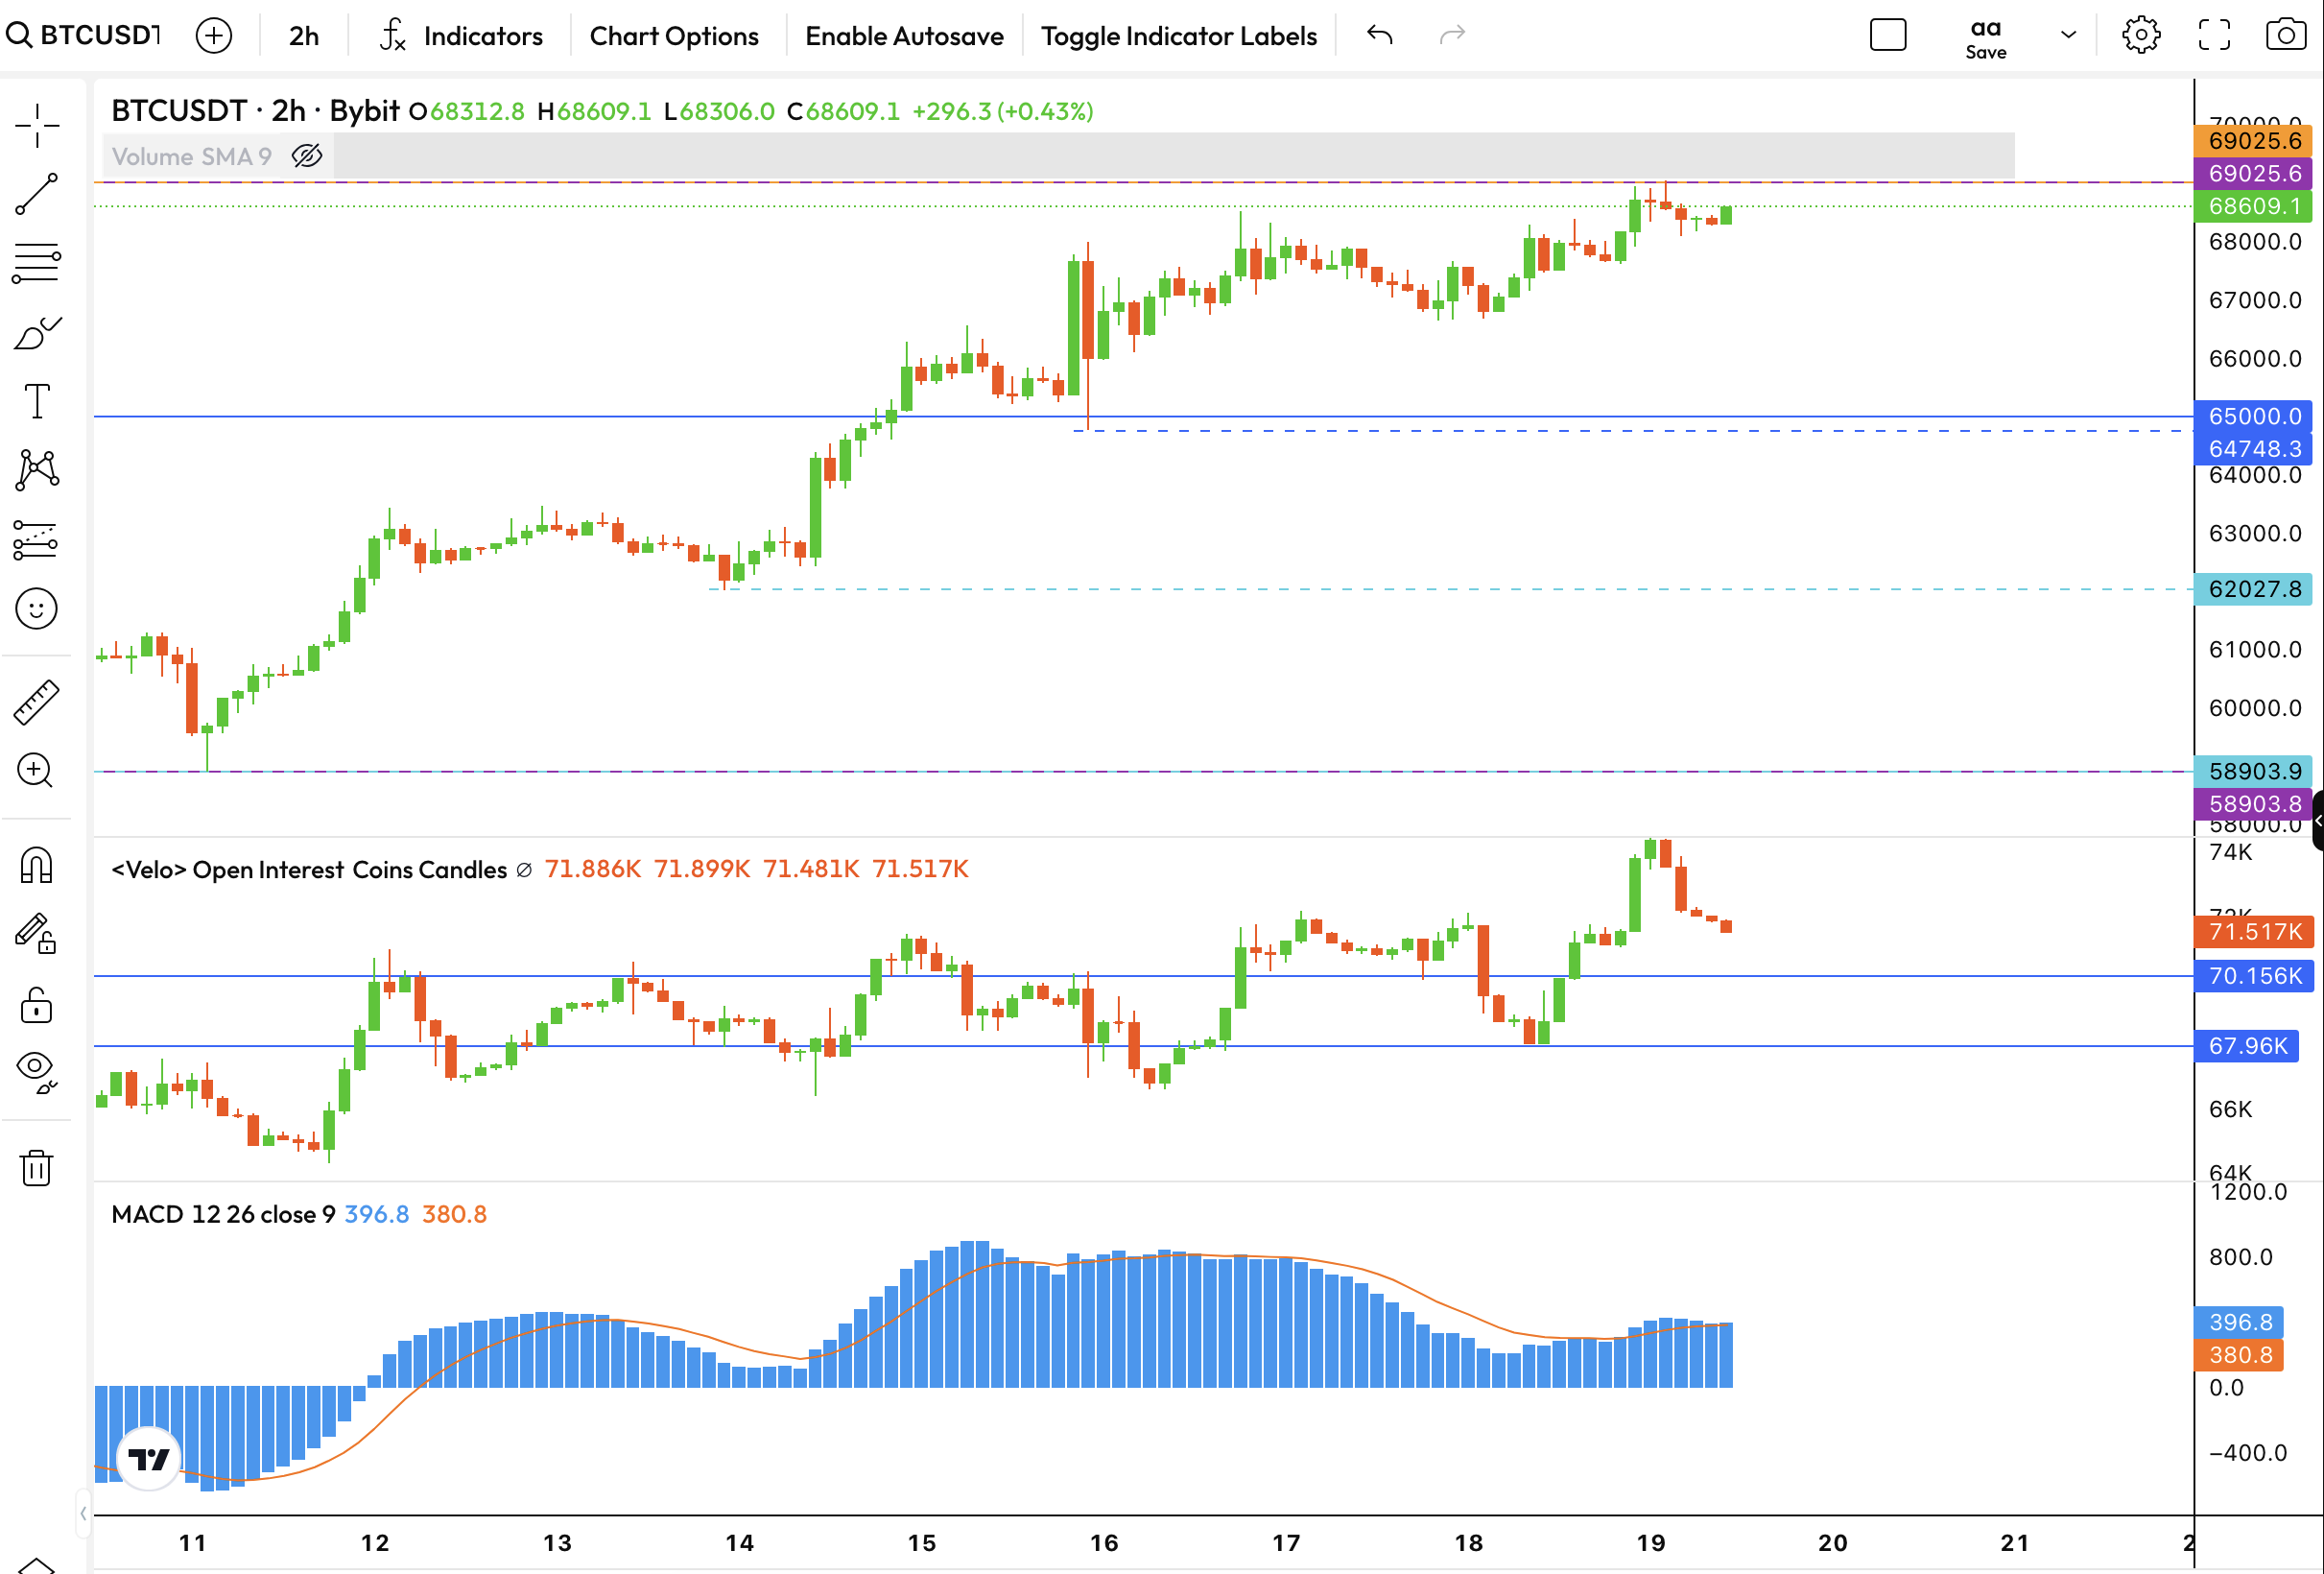 BTCUSDT 2h Indicators Chart Options Enable Autosave Toggle Indicator Labels aa
Save
BTCUSDT · 2h · Bybit O68312.8 H68609.1 L68306.0 C68609.1 +296.3 (+0.43%)
Volume SMA 9
70000.0
69025.6
69025.6
68609.1
68000.0
67000.0
66000.0
65000.0
64748.3
64000.0
63000.0
62027.8
61000.0
60000.0
58903.9
58903.8
58000.0
<Velo> Open Interest Coins Candles ∅ 71.886K 71.899K 71.481K 71.517K
74K
72K
71.517K
70.156K
67.96K
66K
64K
MACD 12 26 close 9 396.8 380.8
1200.0
800.0
396.8
380.8
0.0
−400.0
11 12 13 14 15 16 17 18 19 20 21 2